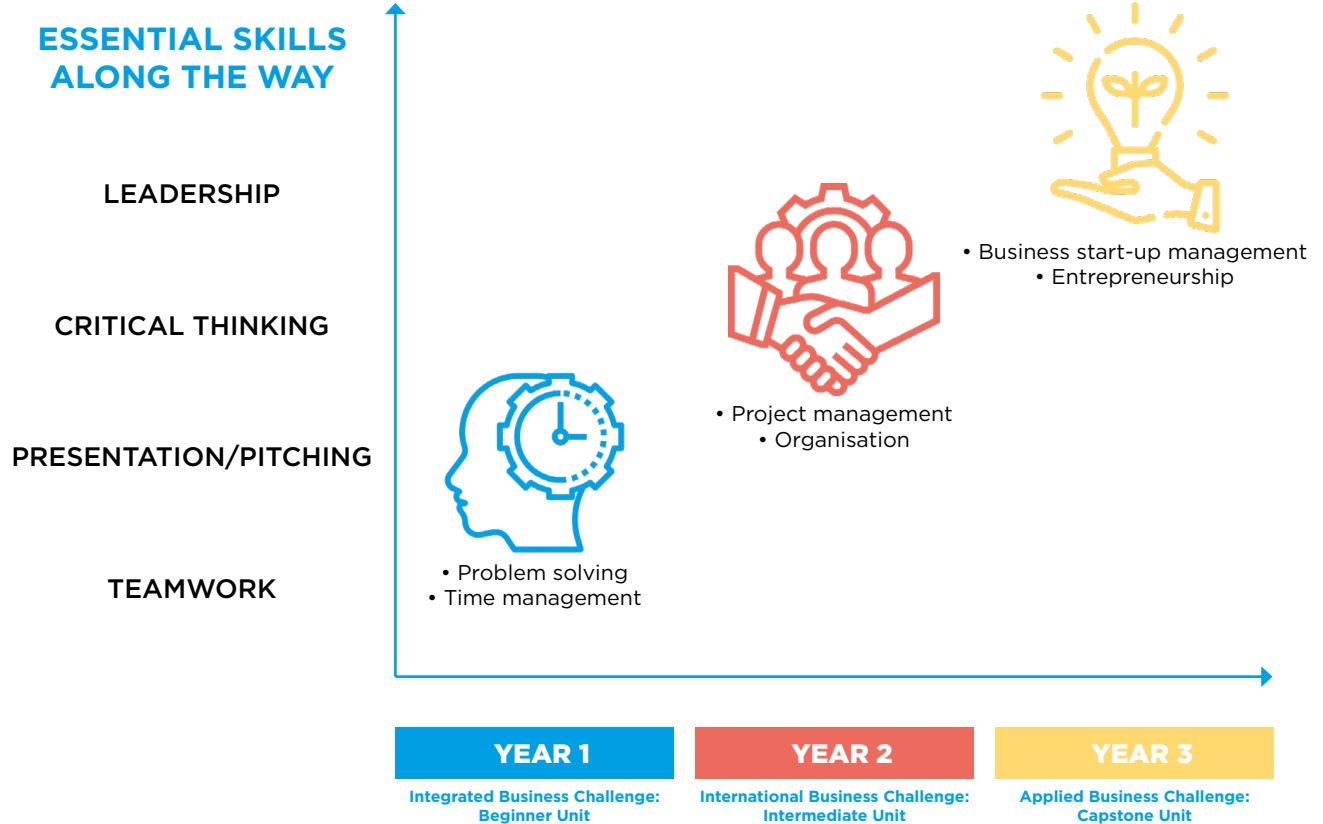 ESSENTIAL SKILLS
ALONG THE WAY
LEADERSHIP
CRITICAL THINKING
PRESENTATION/PITCHING
TEAMWORK
• Business start-up management
• Entrepreneurship
• Project management
• Organisation
• Problem solving
• Time management
YEAR 1
Integrated Business Challenge:
Beginner Unit
YEAR 2
International Business Challenge:
Intermediate Unit
YEAR 3
Applied Business Challenge:
Capstone Unit